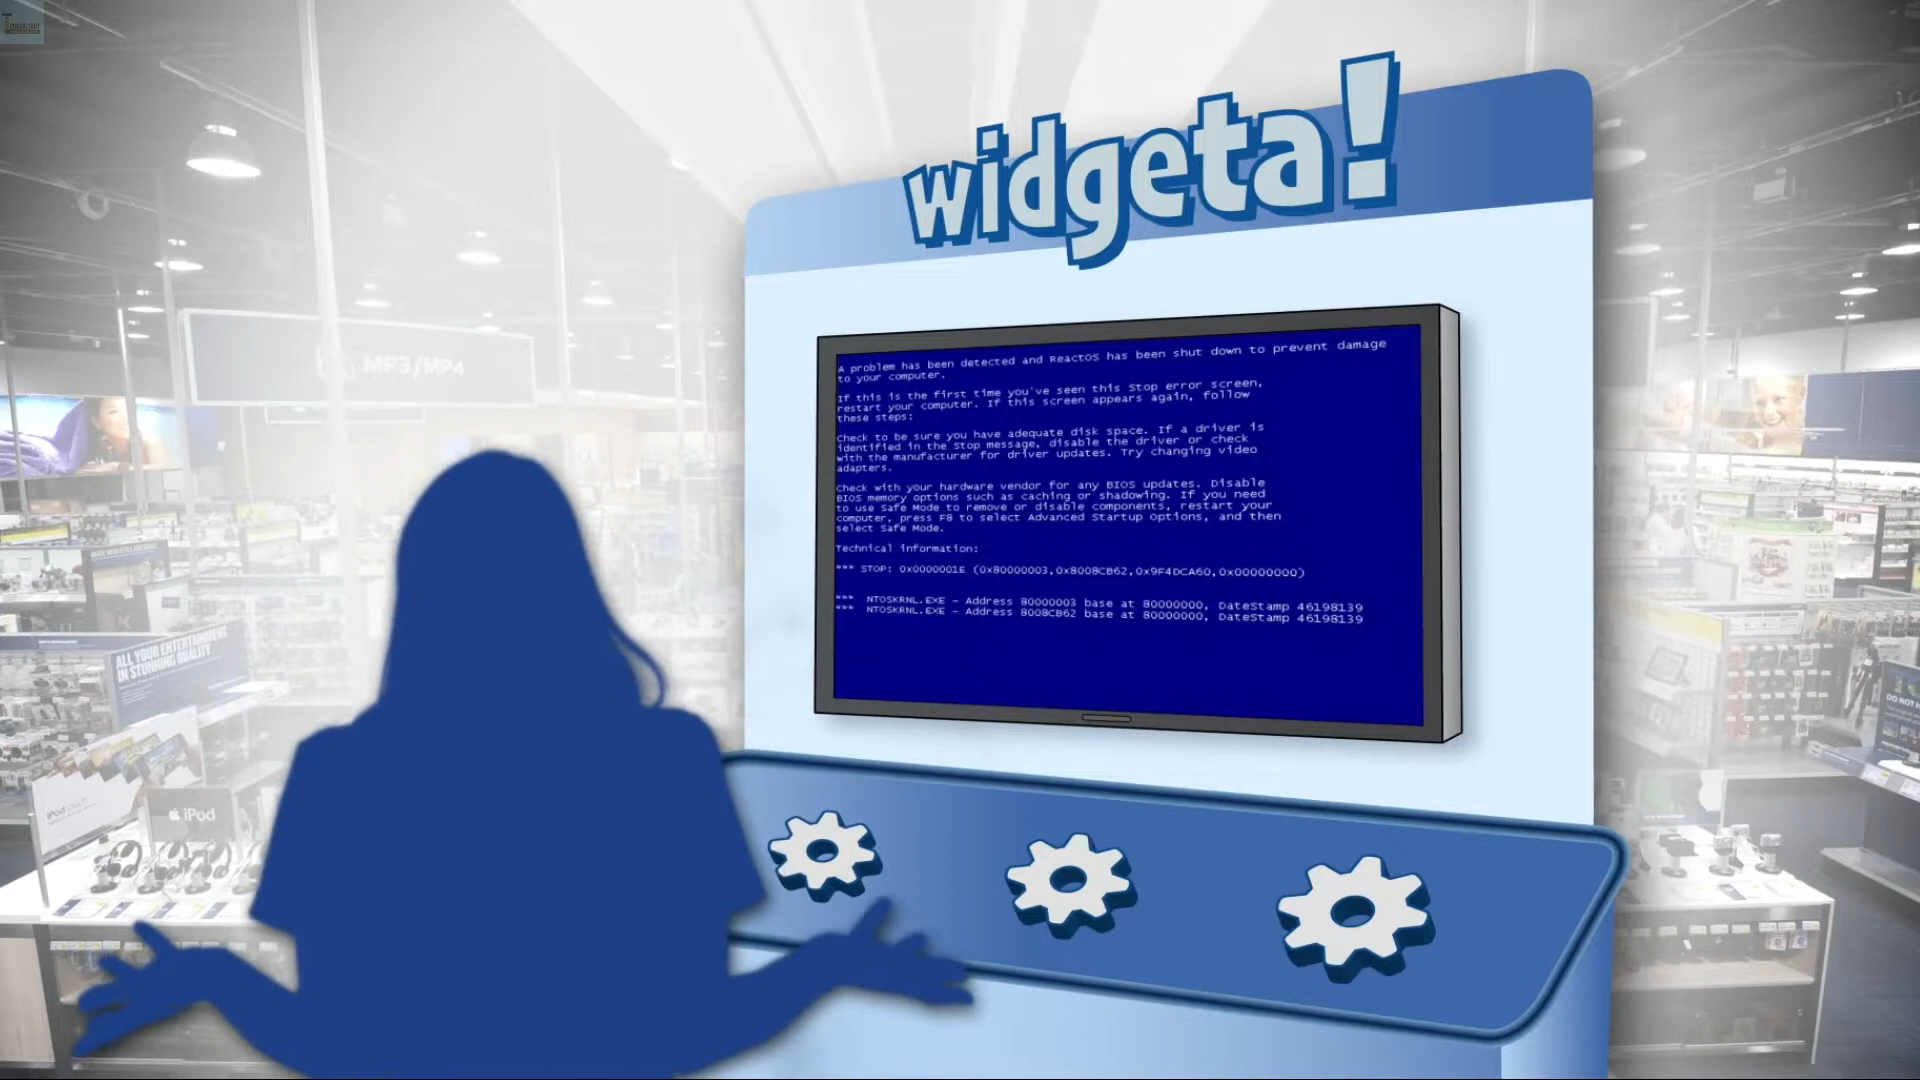 widgeta!
MP3/MP4
A problem has been detected and ReactOS has been shut down to prevent damage
to your computer.
If this is the first time you've seen this Stop error screen,
restart your computer. If this screen appears again, follow
these steps:
Check to be sure you have adequate disk space. If a driver is
identified in the Stop message, disable the driver or check
with the manufacturer for driver updates. Try changing video
adapters.
Check with your hardware vendor for any BIOS updates. Disable
BIOS memory options such as caching or shadowing. If you need
to use Safe Mode to remove or disable components, restart your
computer, press F8 to select Advanced Startup Options, and then
select Safe Mode.
Technical information:
*** STOP: 0x0000001E (0x80000003,0x8008CB62,0x9F4DCA60,0x00000000)
*** NTOSKRNL.EXE - Address 80000003 base at 80000000, DateStamp 46198139
*** NTOSKRNL.EXE - Address 8008CB62 base at 80000000, DateStamp 46198139
ALL YOUR ENTERTAINMENT
IN STUNNING QUALITY
iPod
iPod
DO NOT